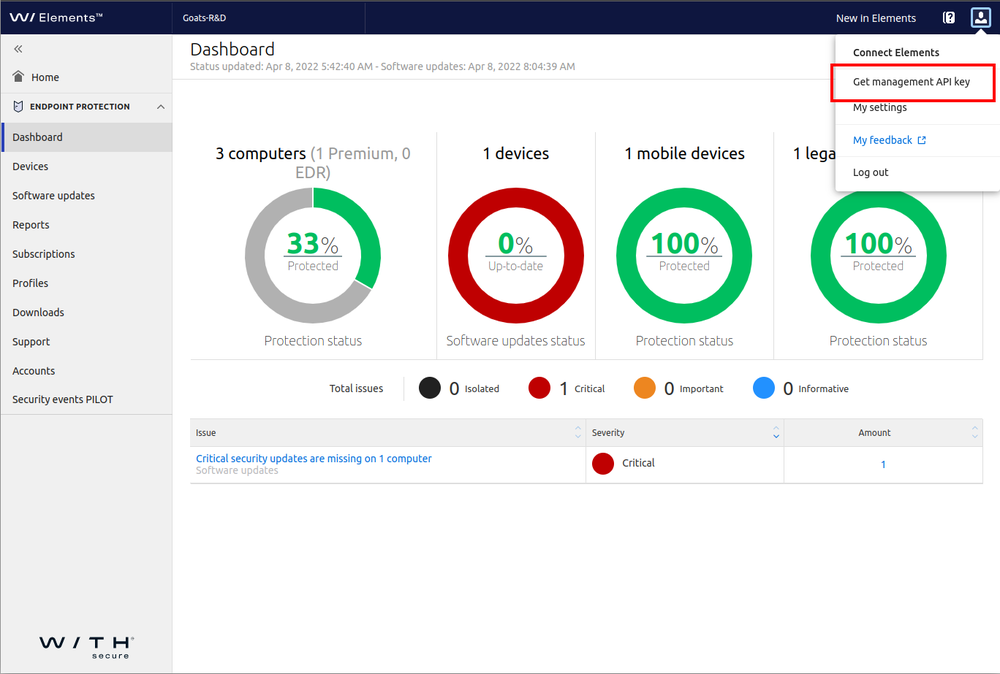 W/ Elements™
Goats-R&D
New In Elements
?
Connect Elements
Get management API key
My settings
My feedback
Log out
Home
ENDPOINT PROTECTION
Dashboard
Devices
Software updates
Reports
Subscriptions
Profiles
Downloads
Support
Accounts
Security events PILOT
W / T H®
secure
Dashboard
Status updated: Apr 8, 2022 5:42:40 AM - Software updates: Apr 8, 2022 8:04:39 AM
3 computers (1 Premium, 0
EDR)
33%
Protected
Protection status
1 devices
0%
Up-to-date
Software updates status
1 mobile devices
100%
Protected
Protection status
1 lega
100%
Protected
Protection status
Total issues
0 Isolated
1 Critical
0 Important
0 Informative
Issue Severity Amount
Critical security updates are missing on 1 computer Critical 1
Software updates